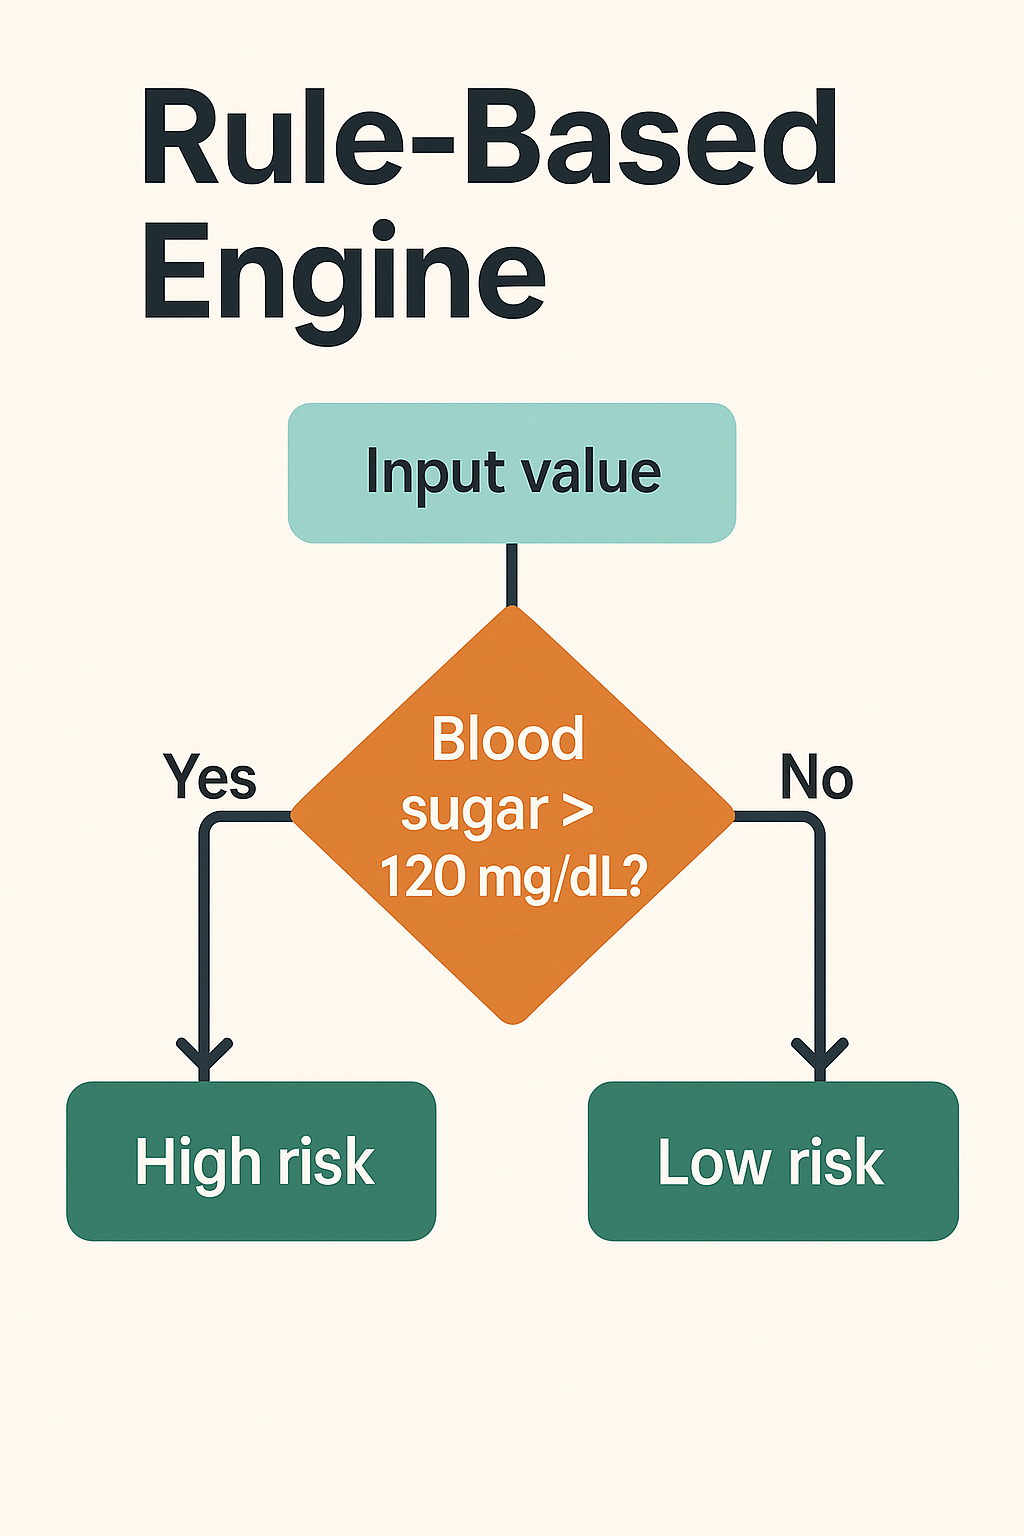 Rule-Based
Engine
Input value
Blood
sugar >
120 mg/dL?
Yes
No
High risk
Low risk